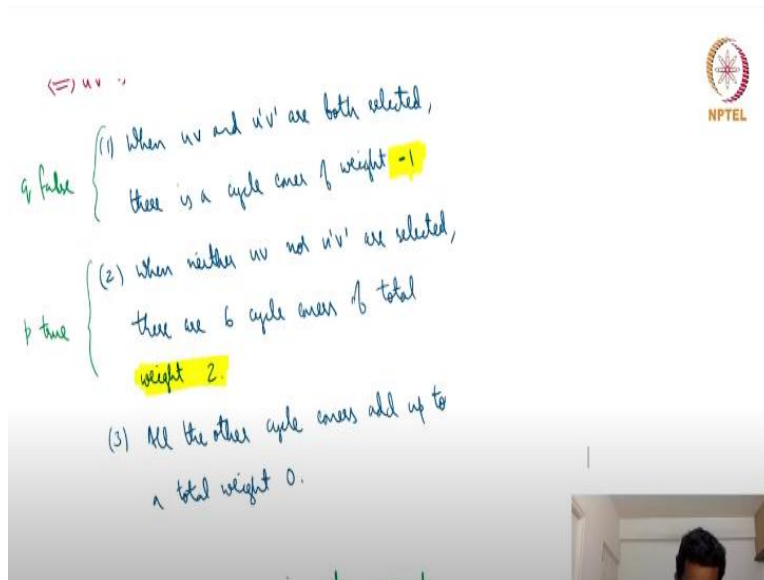 (⇐) uv :
NPTEL
q false
(1) When uv and u'v' are both selected,
there is a cycle cover of weight -1
p true
(2) when neither uv not u'v' are selected,
there are 6 cycle covers of total
weight 2.
(3) All the other cycle covers add up to
a total weight 0.